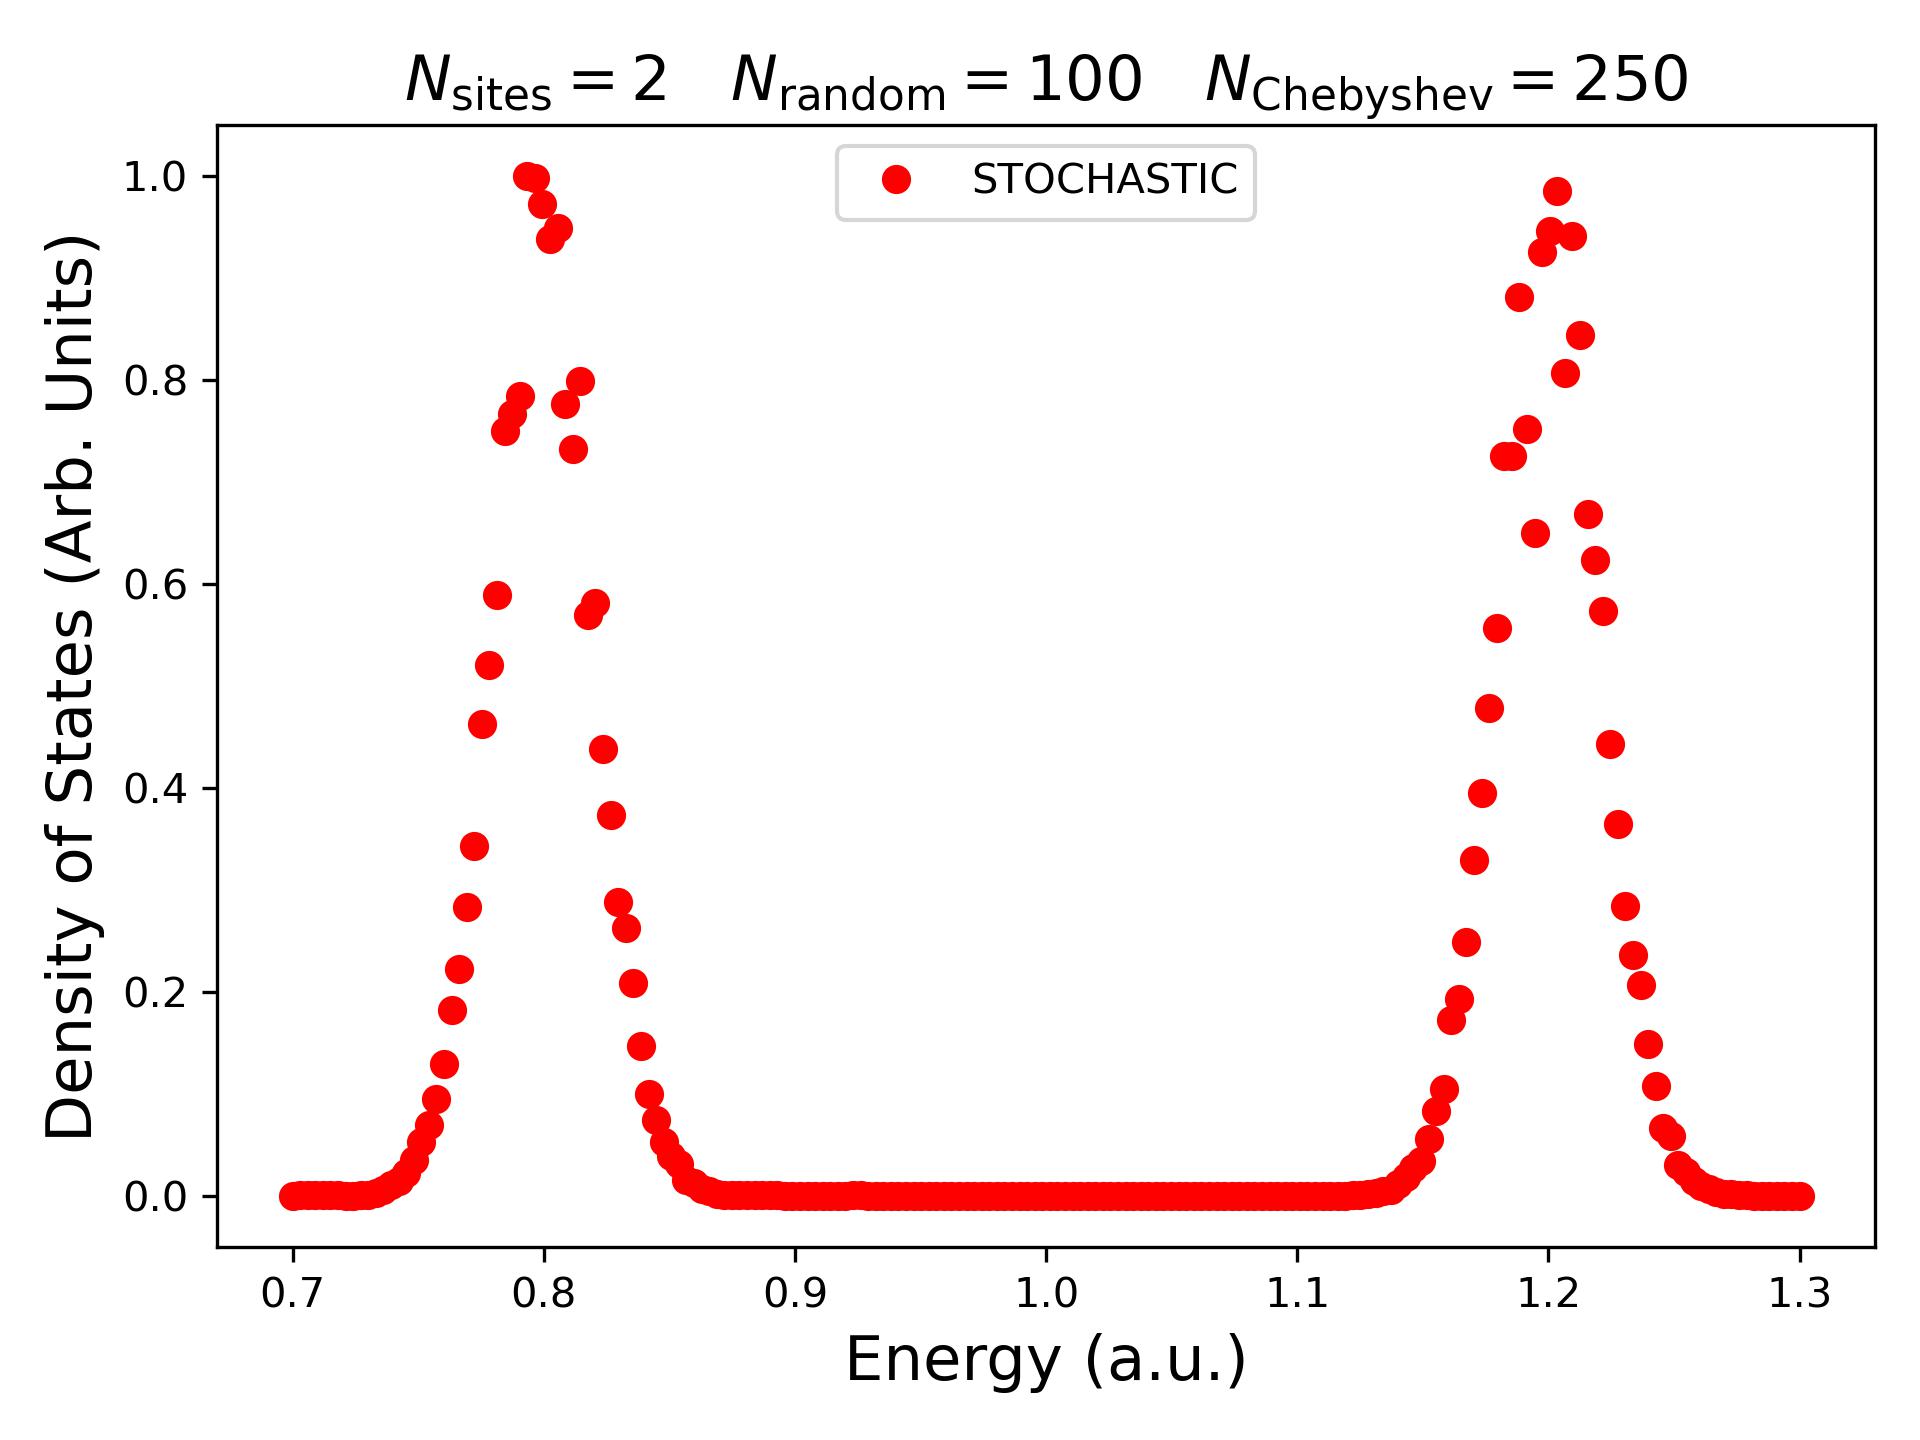 N_sites = 2 N_random = 100 N_Chebyshev = 250
STOCHASTIC
Density of States (Arb. Units)
1.0
0.8
0.6
0.4
0.2
0.0
0.7 0.8 0.9 1.0 1.1 1.2 1.3
Energy (a.u.)